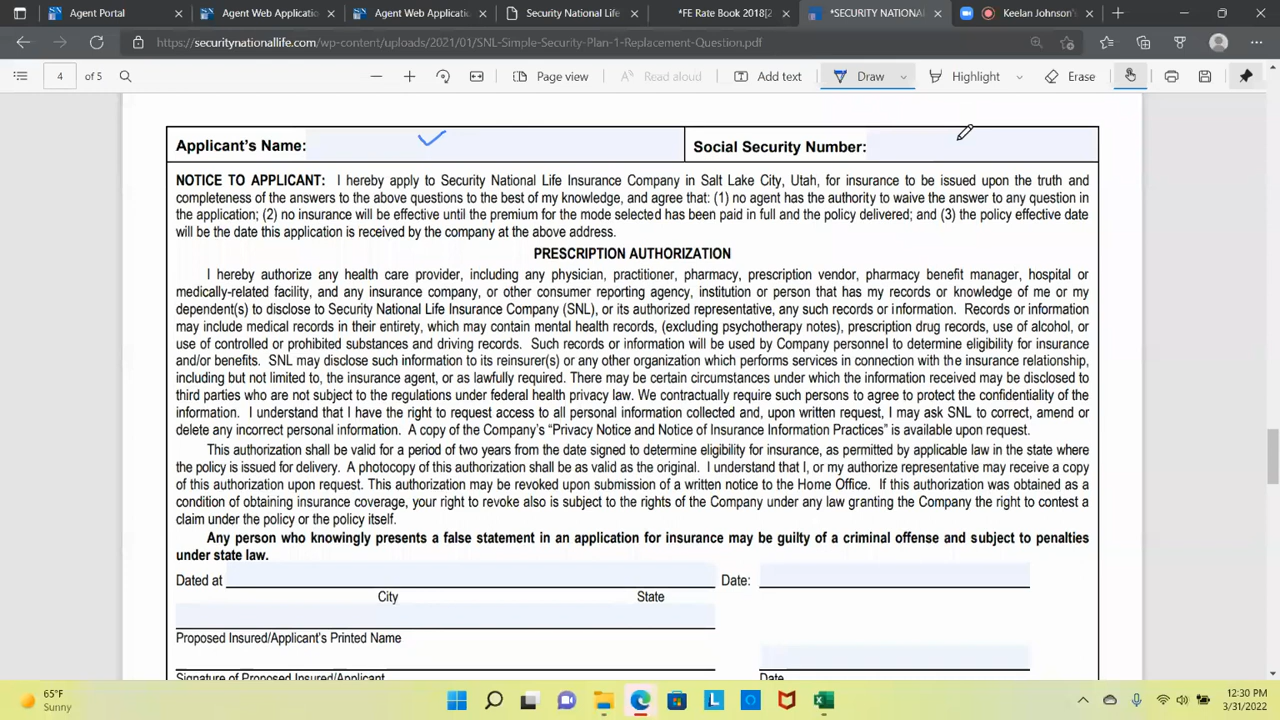 Agent Portal
Agent Web Applicatio
Agent Web Applicatio
Security National Life
*FE Rate Book 2018[2
*SECURITY NATIONAL
Keelan Johnson's
https://securitynationallife.com/wp-content/uploads/2021/01/SNL-Simple-Security-Plan-1-Replacement-Question.pdf
4 of 5
Page view
Read aloud
Add text
Draw
Highlight
Erase
Applicant's Name:
Social Security Number:
NOTICE TO APPLICANT: I hereby apply to Security National Life Insurance Company in Salt Lake City, Utah, for insurance to be issued upon the truth and
completeness of the answers to the above questions to the best of my knowledge, and agree that: (1) no agent has the authority to waive the answer to any question in
the application; (2) no insurance will be effective until the premium for the mode selected has been paid in full and the policy delivered; and (3) the policy effective date
will be the date this application is received by the company at the above address.
PRESCRIPTION AUTHORIZATION
I hereby authorize any health care provider, including any physician, practitioner, pharmacy, prescription vendor, pharmacy benefit manager, hospital or
medically-related facility, and any insurance company, or other consumer reporting agency, institution or person that has my records or knowledge of me or my
dependent(s) to disclose to Security National Life Insurance Company (SNL), or its authorized representative, any such records or information. Records or information
may include medical records in their entirety, which may contain mental health records, (excluding psychotherapy notes), prescription drug records, use of alcohol, or
use of controlled or prohibited substances and driving records. Such records or information will be used by Company personnel to determine eligibility for insurance
and/or benefits. SNL may disclose such information to its reinsurer(s) or any other organization which performs services in connection with the insurance relationship,
including but not limited to, the insurance agent, or as lawfully required. There may be certain circumstances under which the information received may be disclosed to
third parties who are not subject to the regulations under federal health privacy law. We contractually require such persons to agree to protect the confidentiality of the
information. I understand that I have the right to request access to all personal information collected and, upon written request, I may ask SNL to correct, amend or
delete any incorrect personal information. A copy of the Company's “Privacy Notice and Notice of Insurance Information Practices” is available upon request.
This authorization shall be valid for a period of two years from the date signed to determine eligibility for insurance, as permitted by applicable law in the state where
the policy is issued for delivery. A photocopy of this authorization shall be as valid as the original. I understand that I, or my authorize representative may receive a copy
of this authorization upon request. This authorization may be revoked upon submission of a written notice to the Home Office. If this authorization was obtained as a
condition of obtaining insurance coverage, your right to revoke also is subject to the rights of the Company under any law granting the Company the right to contest a
claim under the policy or the policy itself.
Any person who knowingly presents a false statement in an application for insurance may be guilty of a criminal offense and subject to penalties
under state law.
Dated at
Date:
City
State
Proposed Insured/Applicant's Printed Name
Signature of Proposed Insured/Applicant
Date
65°F
Sunny
12:30 PM
3/31/2022